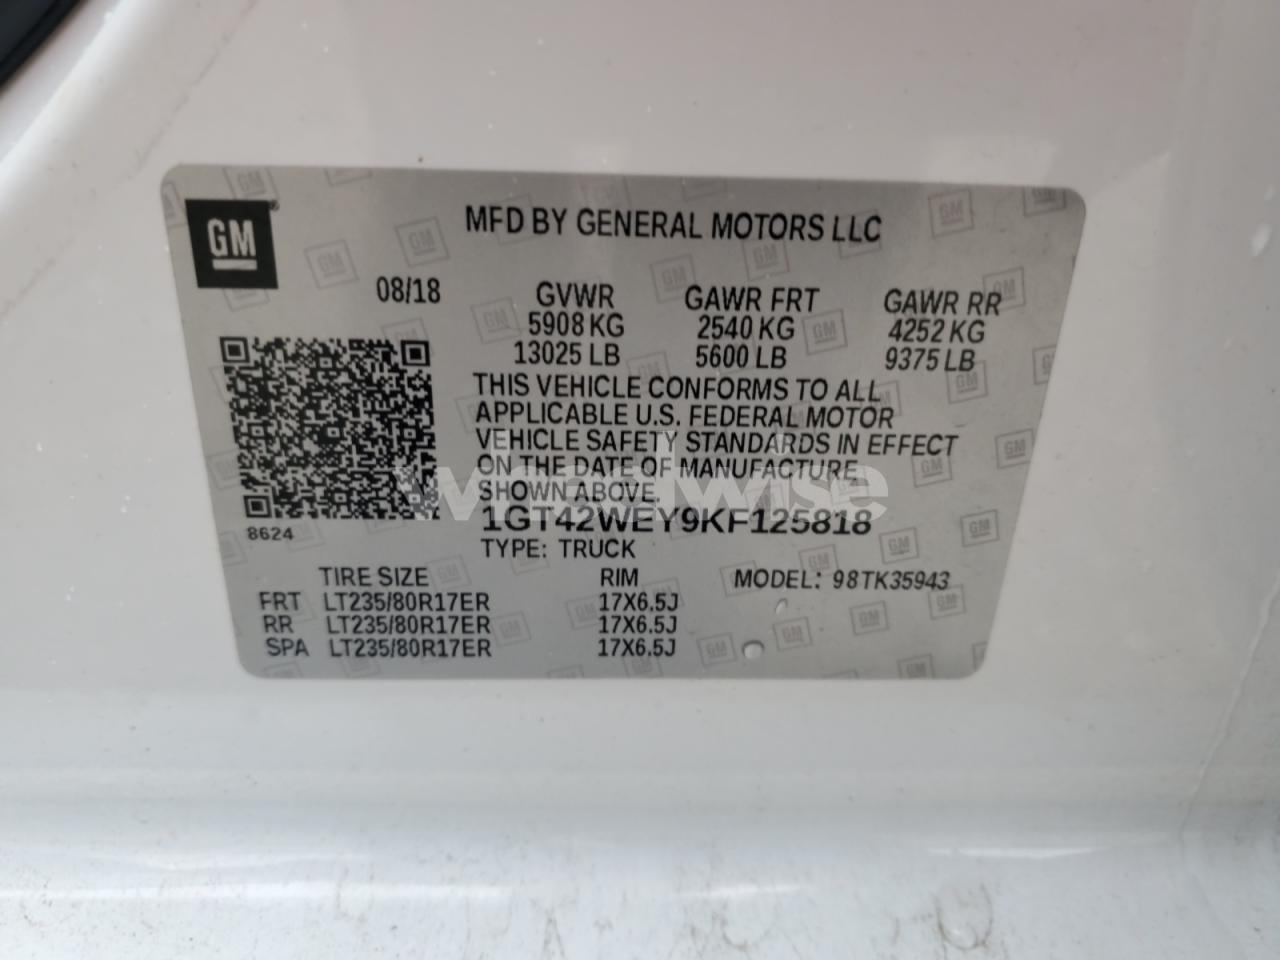 GM
MFD BY GENERAL MOTORS LLC
08/18 GVWR GAWR FRT GAWR RR
5908 KG 2540 KG 4252 KG
13025 LB 5600 LB 9375 LB
THIS VEHICLE CONFORMS TO ALL
APPLICABLE U.S. FEDERAL MOTOR
VEHICLE SAFETY STANDARDS IN EFFECT
ON THE DATE OF MANUFACTURE
SHOWN ABOVE.
1GT42WEY9KF125818
8624
TYPE: TRUCK
TIRE SIZE RIM MODEL: 98TK35943
FRT LT235/80R17ER 17X6.5J
RR LT235/80R17ER 17X6.5J
SPA LT235/80R17ER 17X6.5J